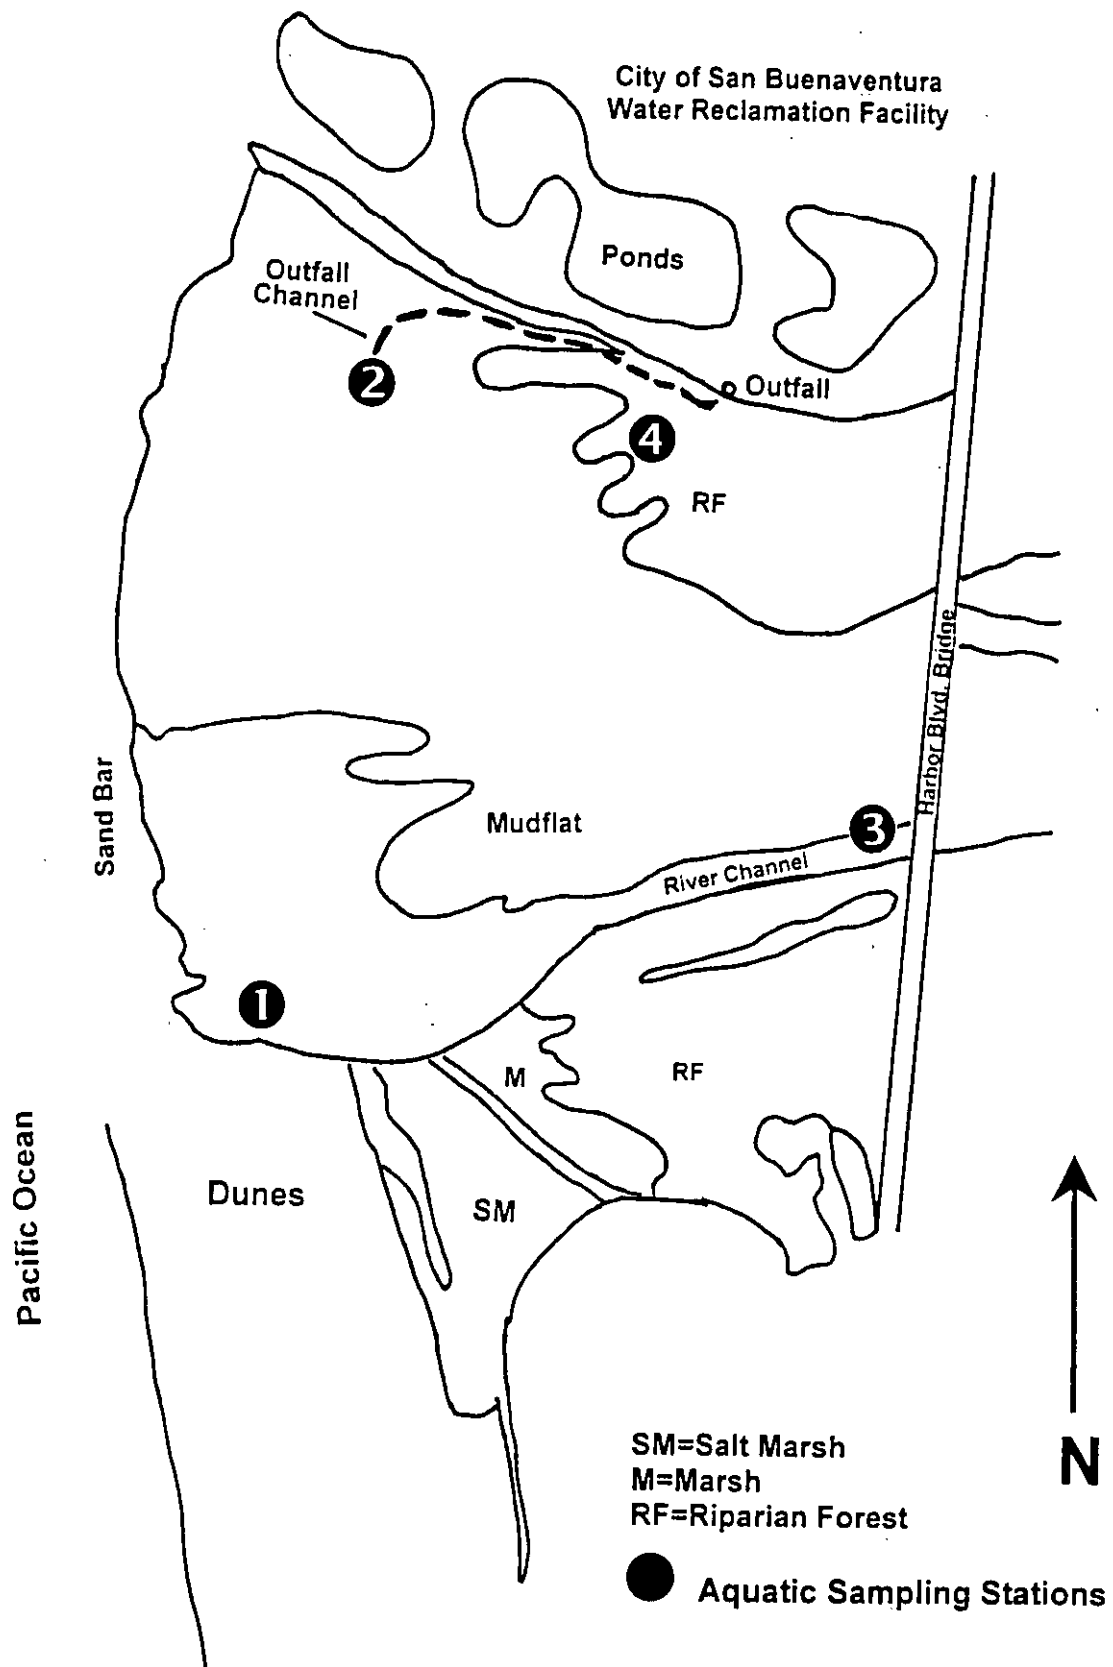 City of San Buenaventura
Water Reclamation Facility
Ponds
Outfall
Channel
2
Outfall
4
RF
Harbor Blvd. Bridge
Sand Bar
Mudflat
3
River Channel
1
M
RF
Pacific Ocean
Dunes
SM
SM=Salt Marsh
M=Marsh
RF=Riparian Forest
N
Aquatic Sampling Stations